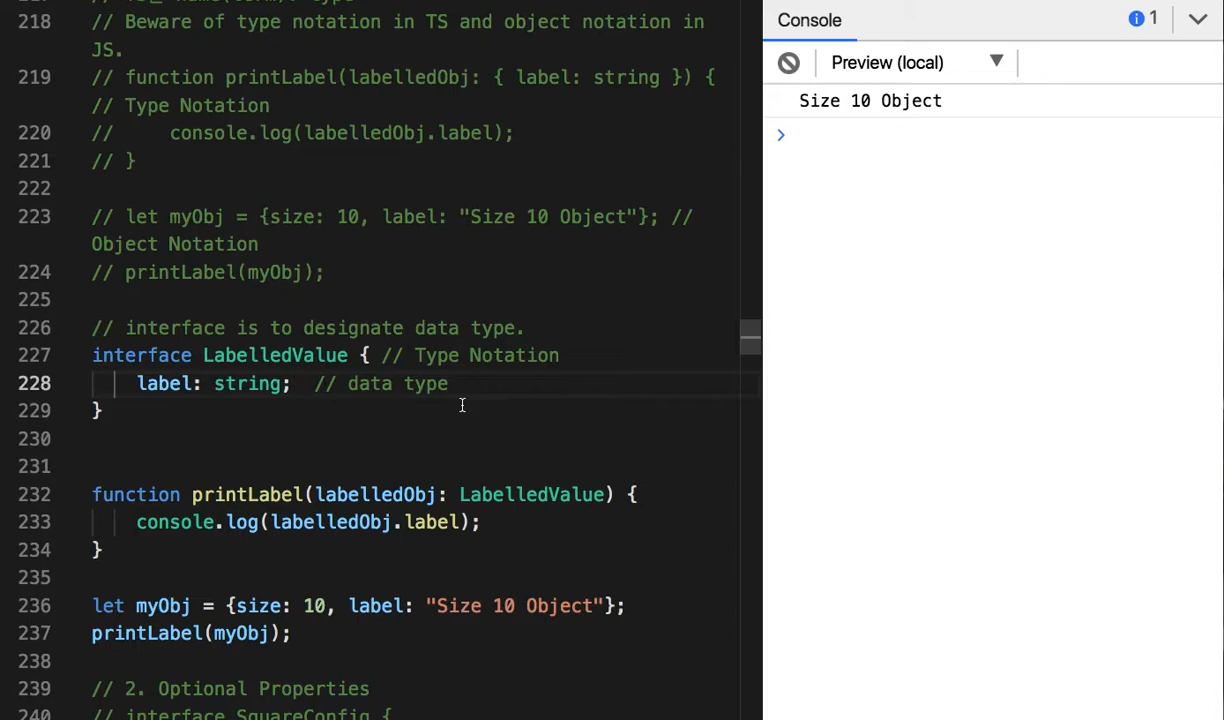 218 // Beware of type notation in TS and object notation in
JS.
219 // function printLabel(labelledObj: { label: string }) {
// Type Notation
220 //     console.log(labelledObj.label);
221 // }
222
223 // let myObj = {size: 10, label: "Size 10 Object"}; //
Object Notation
224 // printLabel(myObj);
225
226 // interface is to designate data type.
227 interface LabelledValue { // Type Notation
228     label: string;  // data type
229 }
230
231
232 function printLabel(labelledObj: LabelledValue) {
233     console.log(labelledObj.label);
234 }
235
236 let myObj = {size: 10, label: "Size 10 Object"};
237 printLabel(myObj);
238
239 // 2. Optional Properties
240 // interface SquareConfig {
Console
1
Preview (local)
Size 10 Object